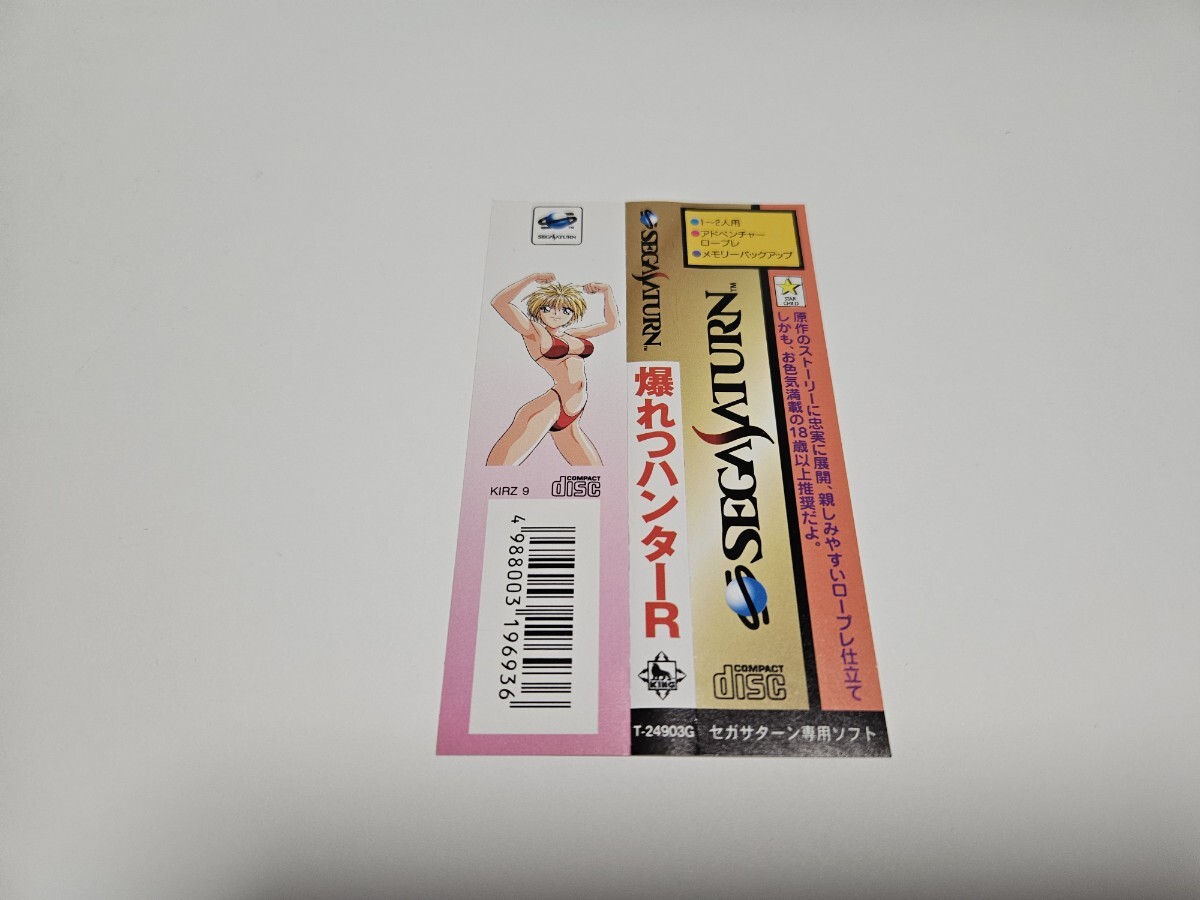 SEGA SATURN
KIRZ 9
COMPACT
disc
4 988003 196936
SEGA SATURN™
爆れつハンターR
KING
T-24903G
1〜2人用
アドベンチャー
ロープレ
メモリーバックアップ
SEGA SATURN™
COMPACT
disc
STAR
CHILD
原作のストーリーに忠実に展開、親しみやすいロープレ仕立て
しかも、お色気満載の18歳以上推奨だよ。
セガサターン専用ソフト